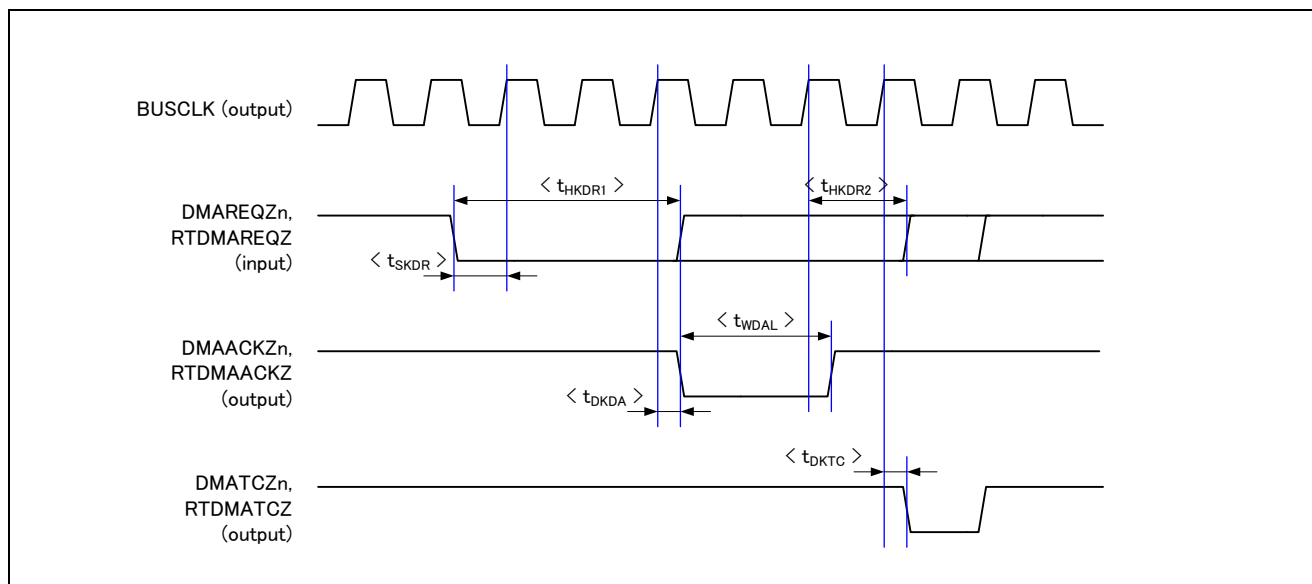 BUSCLK (output)
< tHKDR1 >
< tHKDR2 >
DMAREQZn,
RTDMAREQZ
(input)
< tSKDR >
< tWDAL >
DMAACKZn,
RTDMAACKZ
(output)
< tDKDA >
< tDKTC >
DMATCZn,
RTDMATCZ
(output)